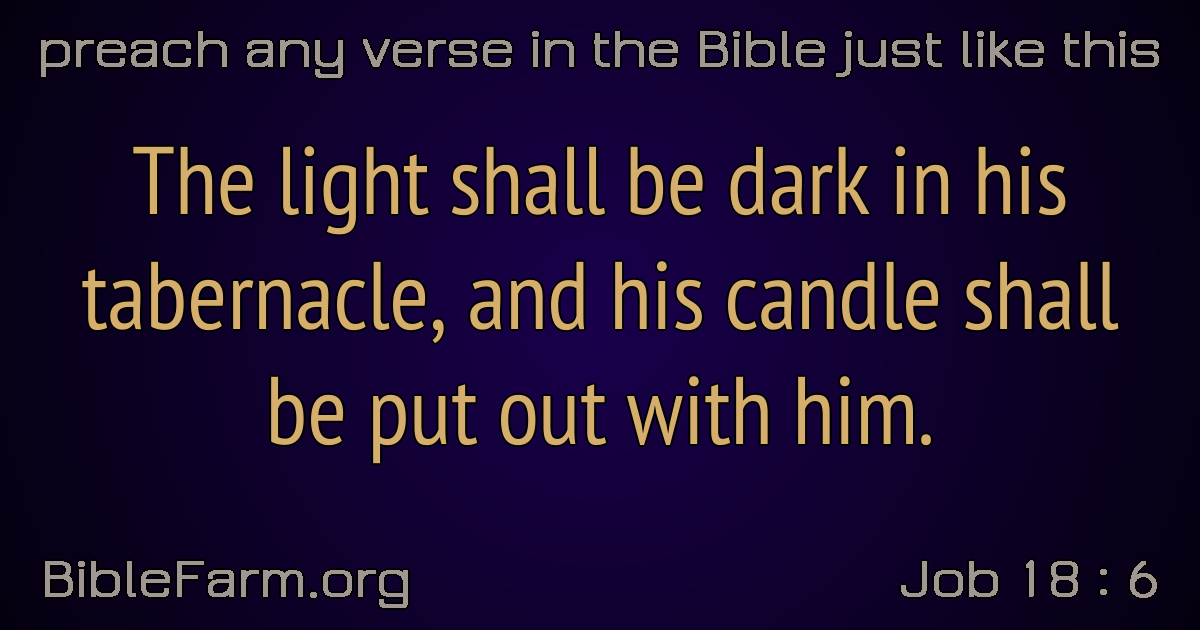 preach any verse in the Bible just like this
The light shall be dark in his
tabernacle, and his candle shall
be put out with him.
BibleFarm.org
Job 18 : 6